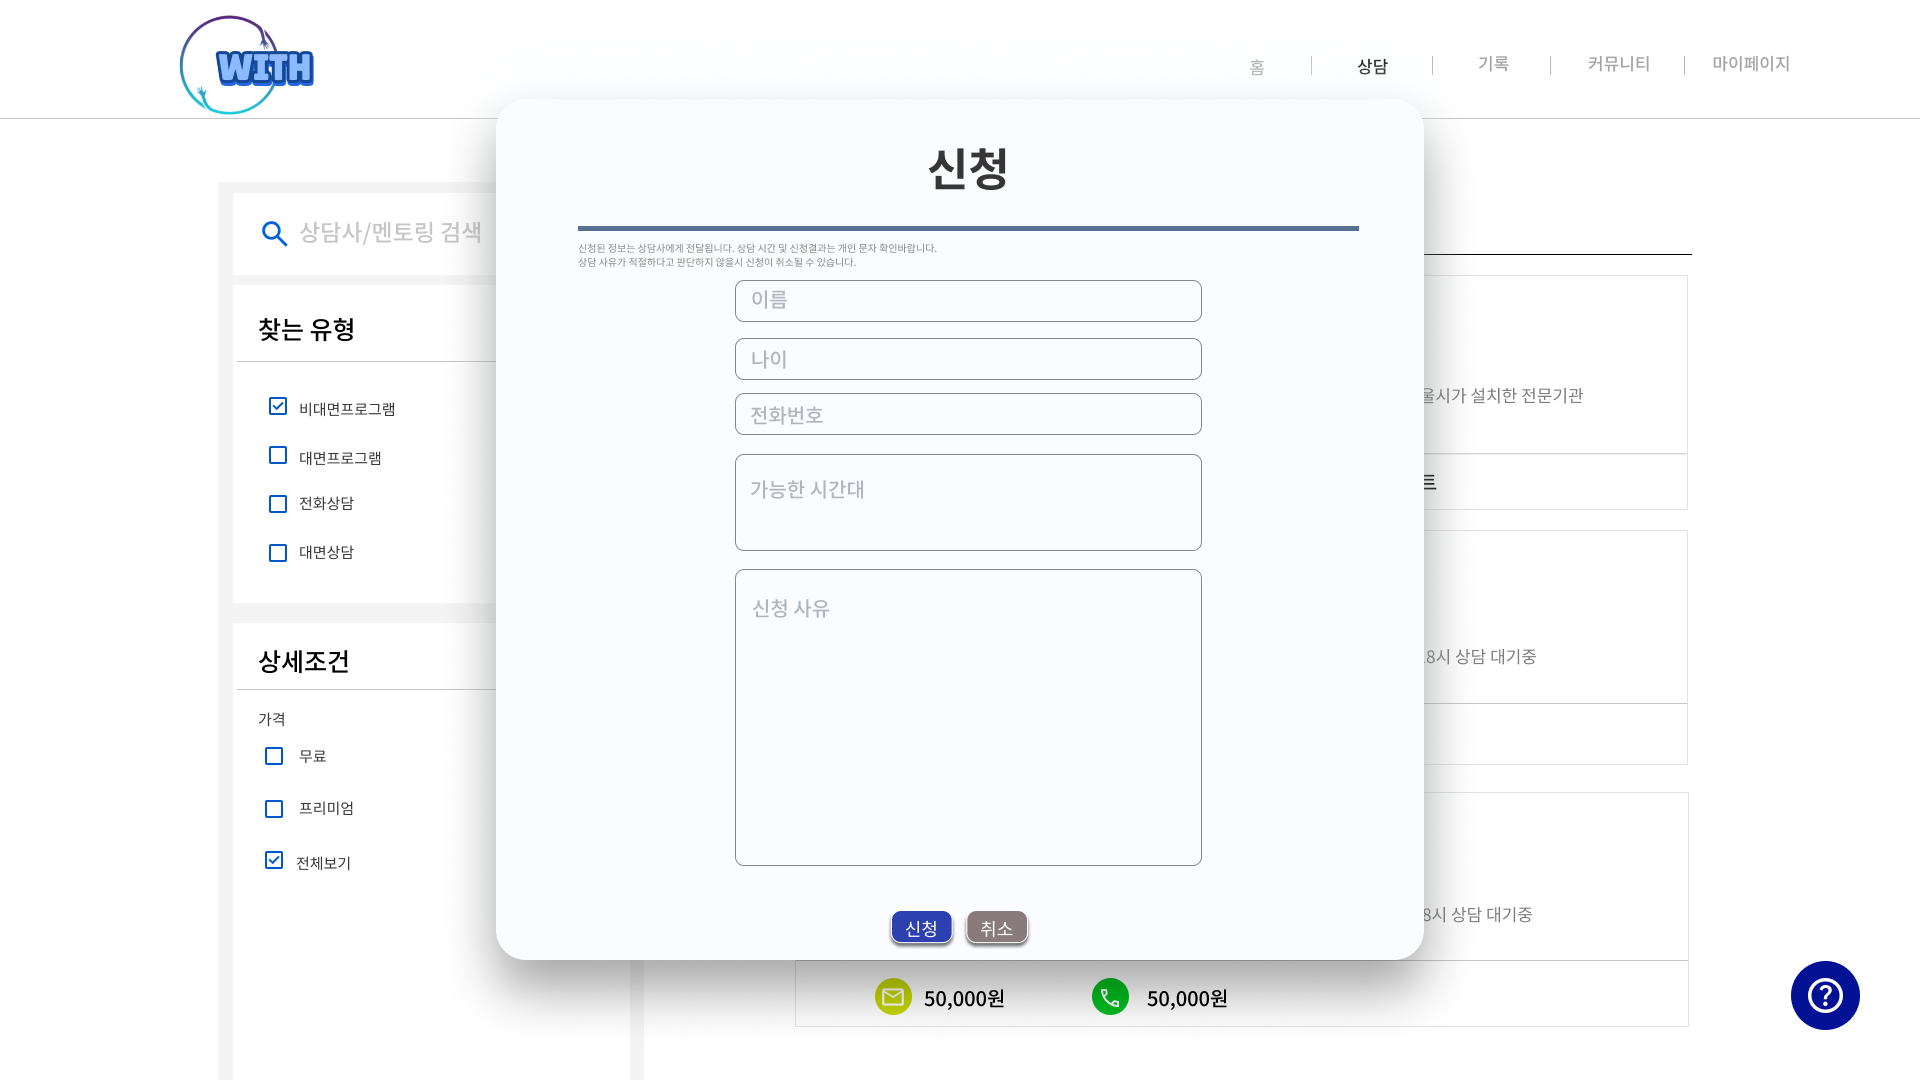 WITH
홈
상담
기록
커뮤니티
마이페이지
신청
신청된 정보는 상담사에게 전달됩니다. 상담 시간 및 신청결과는 개인 문자 확인바랍니다.
상담 사유가 적절하다고 판단하지 않을시 신청이 취소될 수 있습니다.
이름
나이
전화번호
가능한 시간대
신청 사유
신청
취소
상담사/멘토링 검색
찾는 유형
비대면프로그램
대면프로그램
전화상담
대면상담
상세조건
가격
무료
프리미엄
전체보기
울시가 설치한 전문기관
트
18시 상담 대기중
8시 상담 대기중
50,000원
50,000원